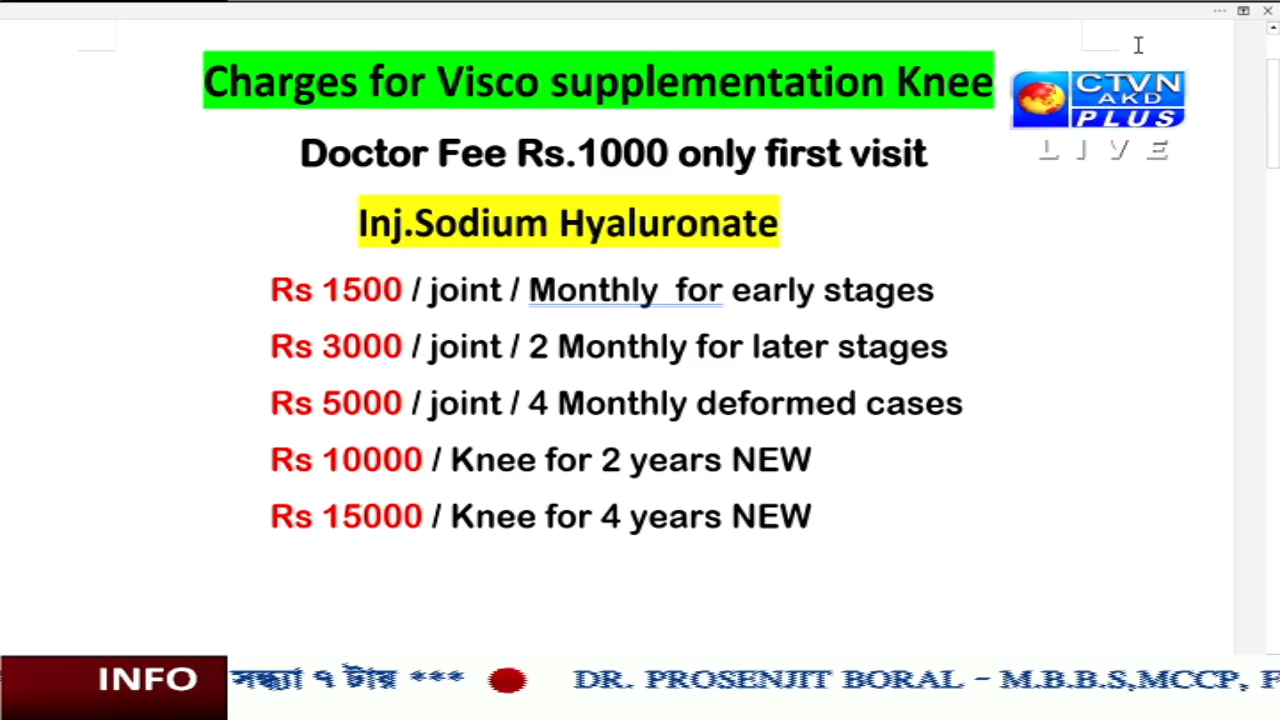 Charges for Visco supplementation Knee
CTVN
AKD
PLUS
LIVE
Doctor Fee Rs.1000 only first visit
Inj.Sodium Hyaluronate
Rs 1500 / joint / Monthly for early stages
Rs 3000 / joint / 2 Monthly for later stages
Rs 5000 / joint / 4 Monthly deformed cases
Rs 10000 / Knee for 2 years NEW
Rs 15000 / Knee for 4 years NEW
INFO সন্ধ্যা ৭ টায় *** DR. PROSENJIT BORAL - M.B.B.S,MCCP, F